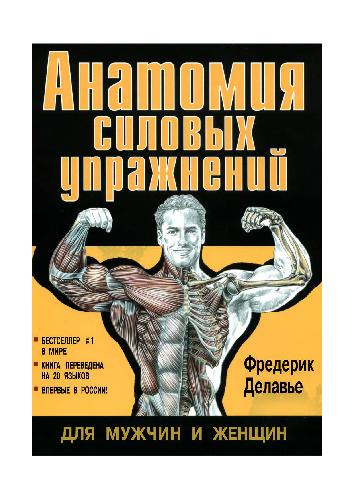 Анатомия
силовых
упражнений
▪ БЕСТСЕЛЛЕР #1
В МИРЕ
▪ КНИГА ПЕРЕВЕДЕНА
НА 20 ЯЗЫКОВ
▪ ВПЕРВЫЕ В РОССИИ!
Фредерик
Делавье
ДЛЯ МУЖЧИН И ЖЕНЩИН